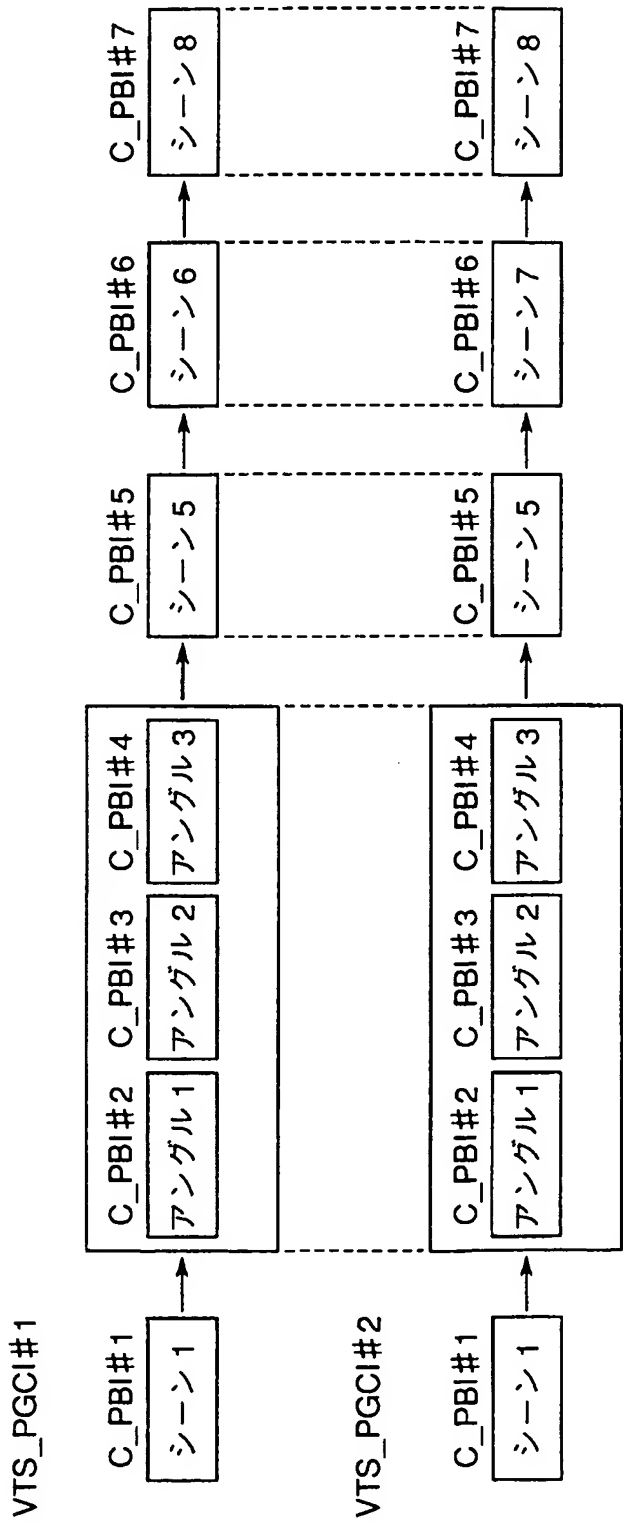 VTS_PGCI#1
C_PBI#1
シーン1
C_PBI#2
アングル1
C_PBI#3
アングル2
C_PBI#4
アングル3
C_PBI#5
シーン5
C_PBI#6
シーン6
C_PBI#7
シーン8
VTS_PGCI#2
C_PBI#1
シーン1
C_PBI#2
アングル1
C_PBI#3
アングル2
C_PBI#4
アングル3
C_PBI#5
シーン5
C_PBI#6
シーン7
C_PBI#7
シーン8